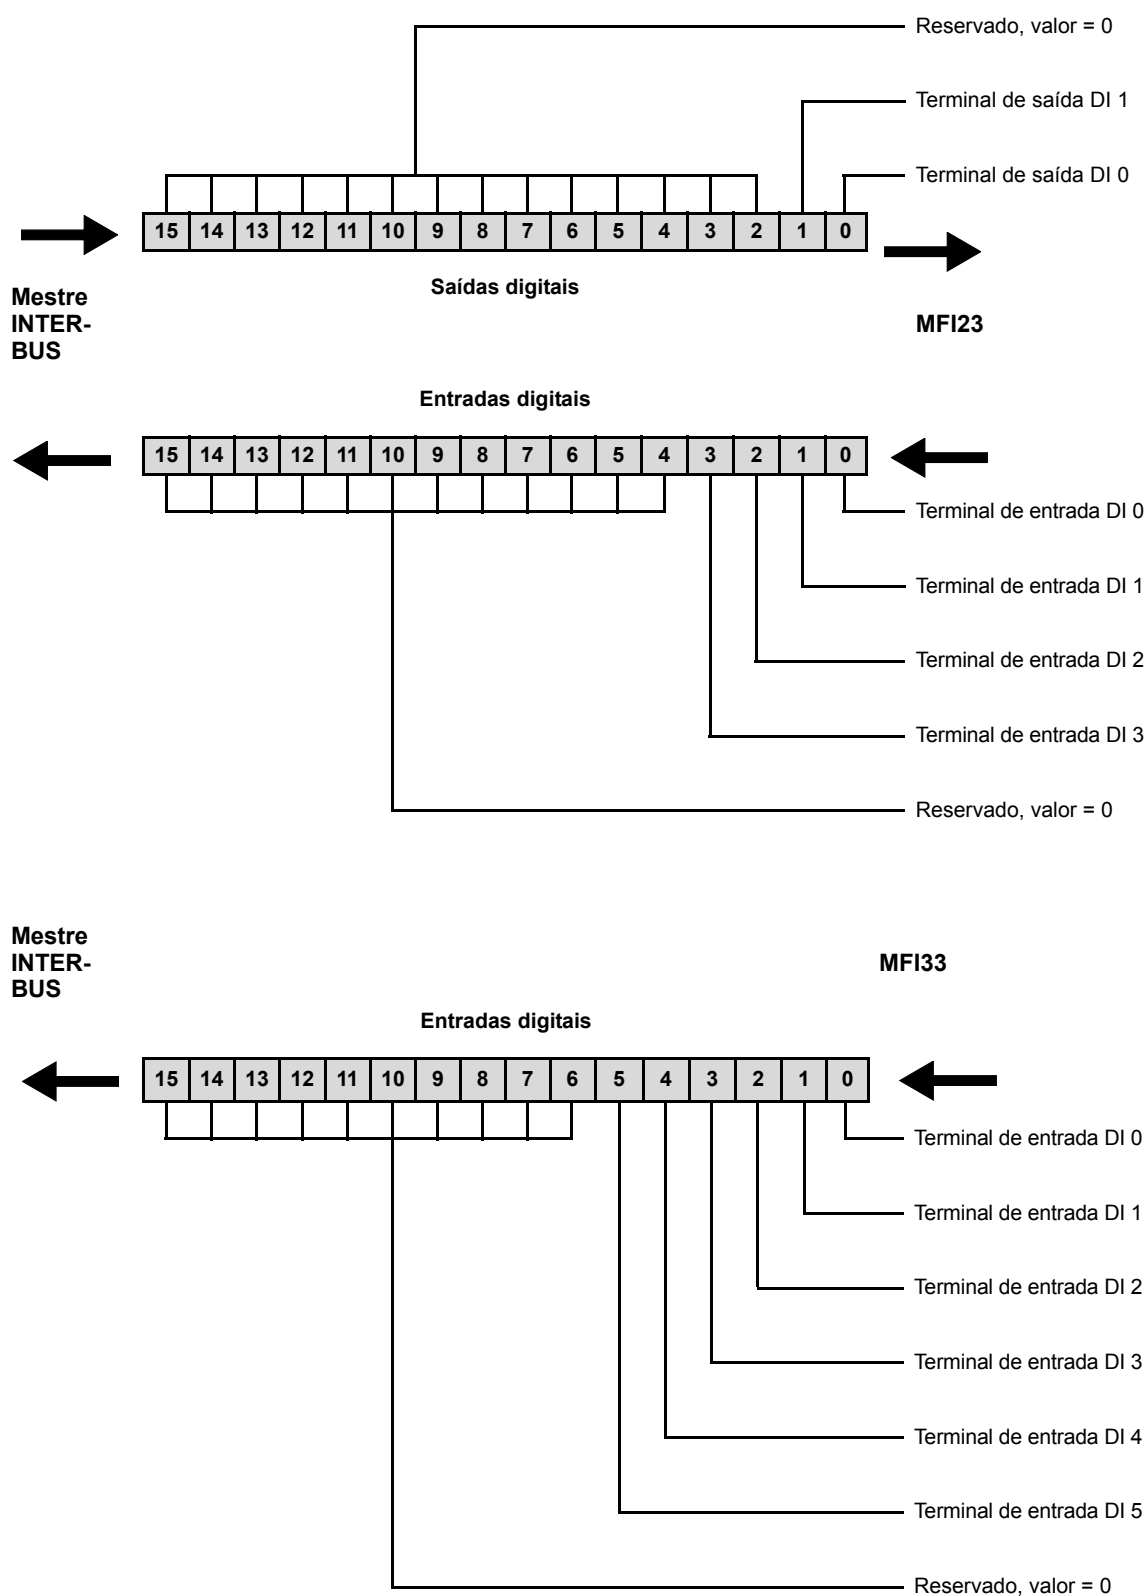 Reservado, valor = 0
Terminal de saída DI 1
Terminal de saída DI 0
15 14 13 12 11 10 9 8 7 6 5 4 3 2 1 0
Saídas digitais
Mestre
INTER-
BUS
MFI23
Entradas digitais
15 14 13 12 11 10 9 8 7 6 5 4 3 2 1 0
Terminal de entrada DI 0
Terminal de entrada DI 1
Terminal de entrada DI 2
Terminal de entrada DI 3
Reservado, valor = 0
Mestre
INTER-
BUS
MFI33
Entradas digitais
15 14 13 12 11 10 9 8 7 6 5 4 3 2 1 0
Terminal de entrada DI 0
Terminal de entrada DI 1
Terminal de entrada DI 2
Terminal de entrada DI 3
Terminal de entrada DI 4
Terminal de entrada DI 5
Reservado, valor = 0